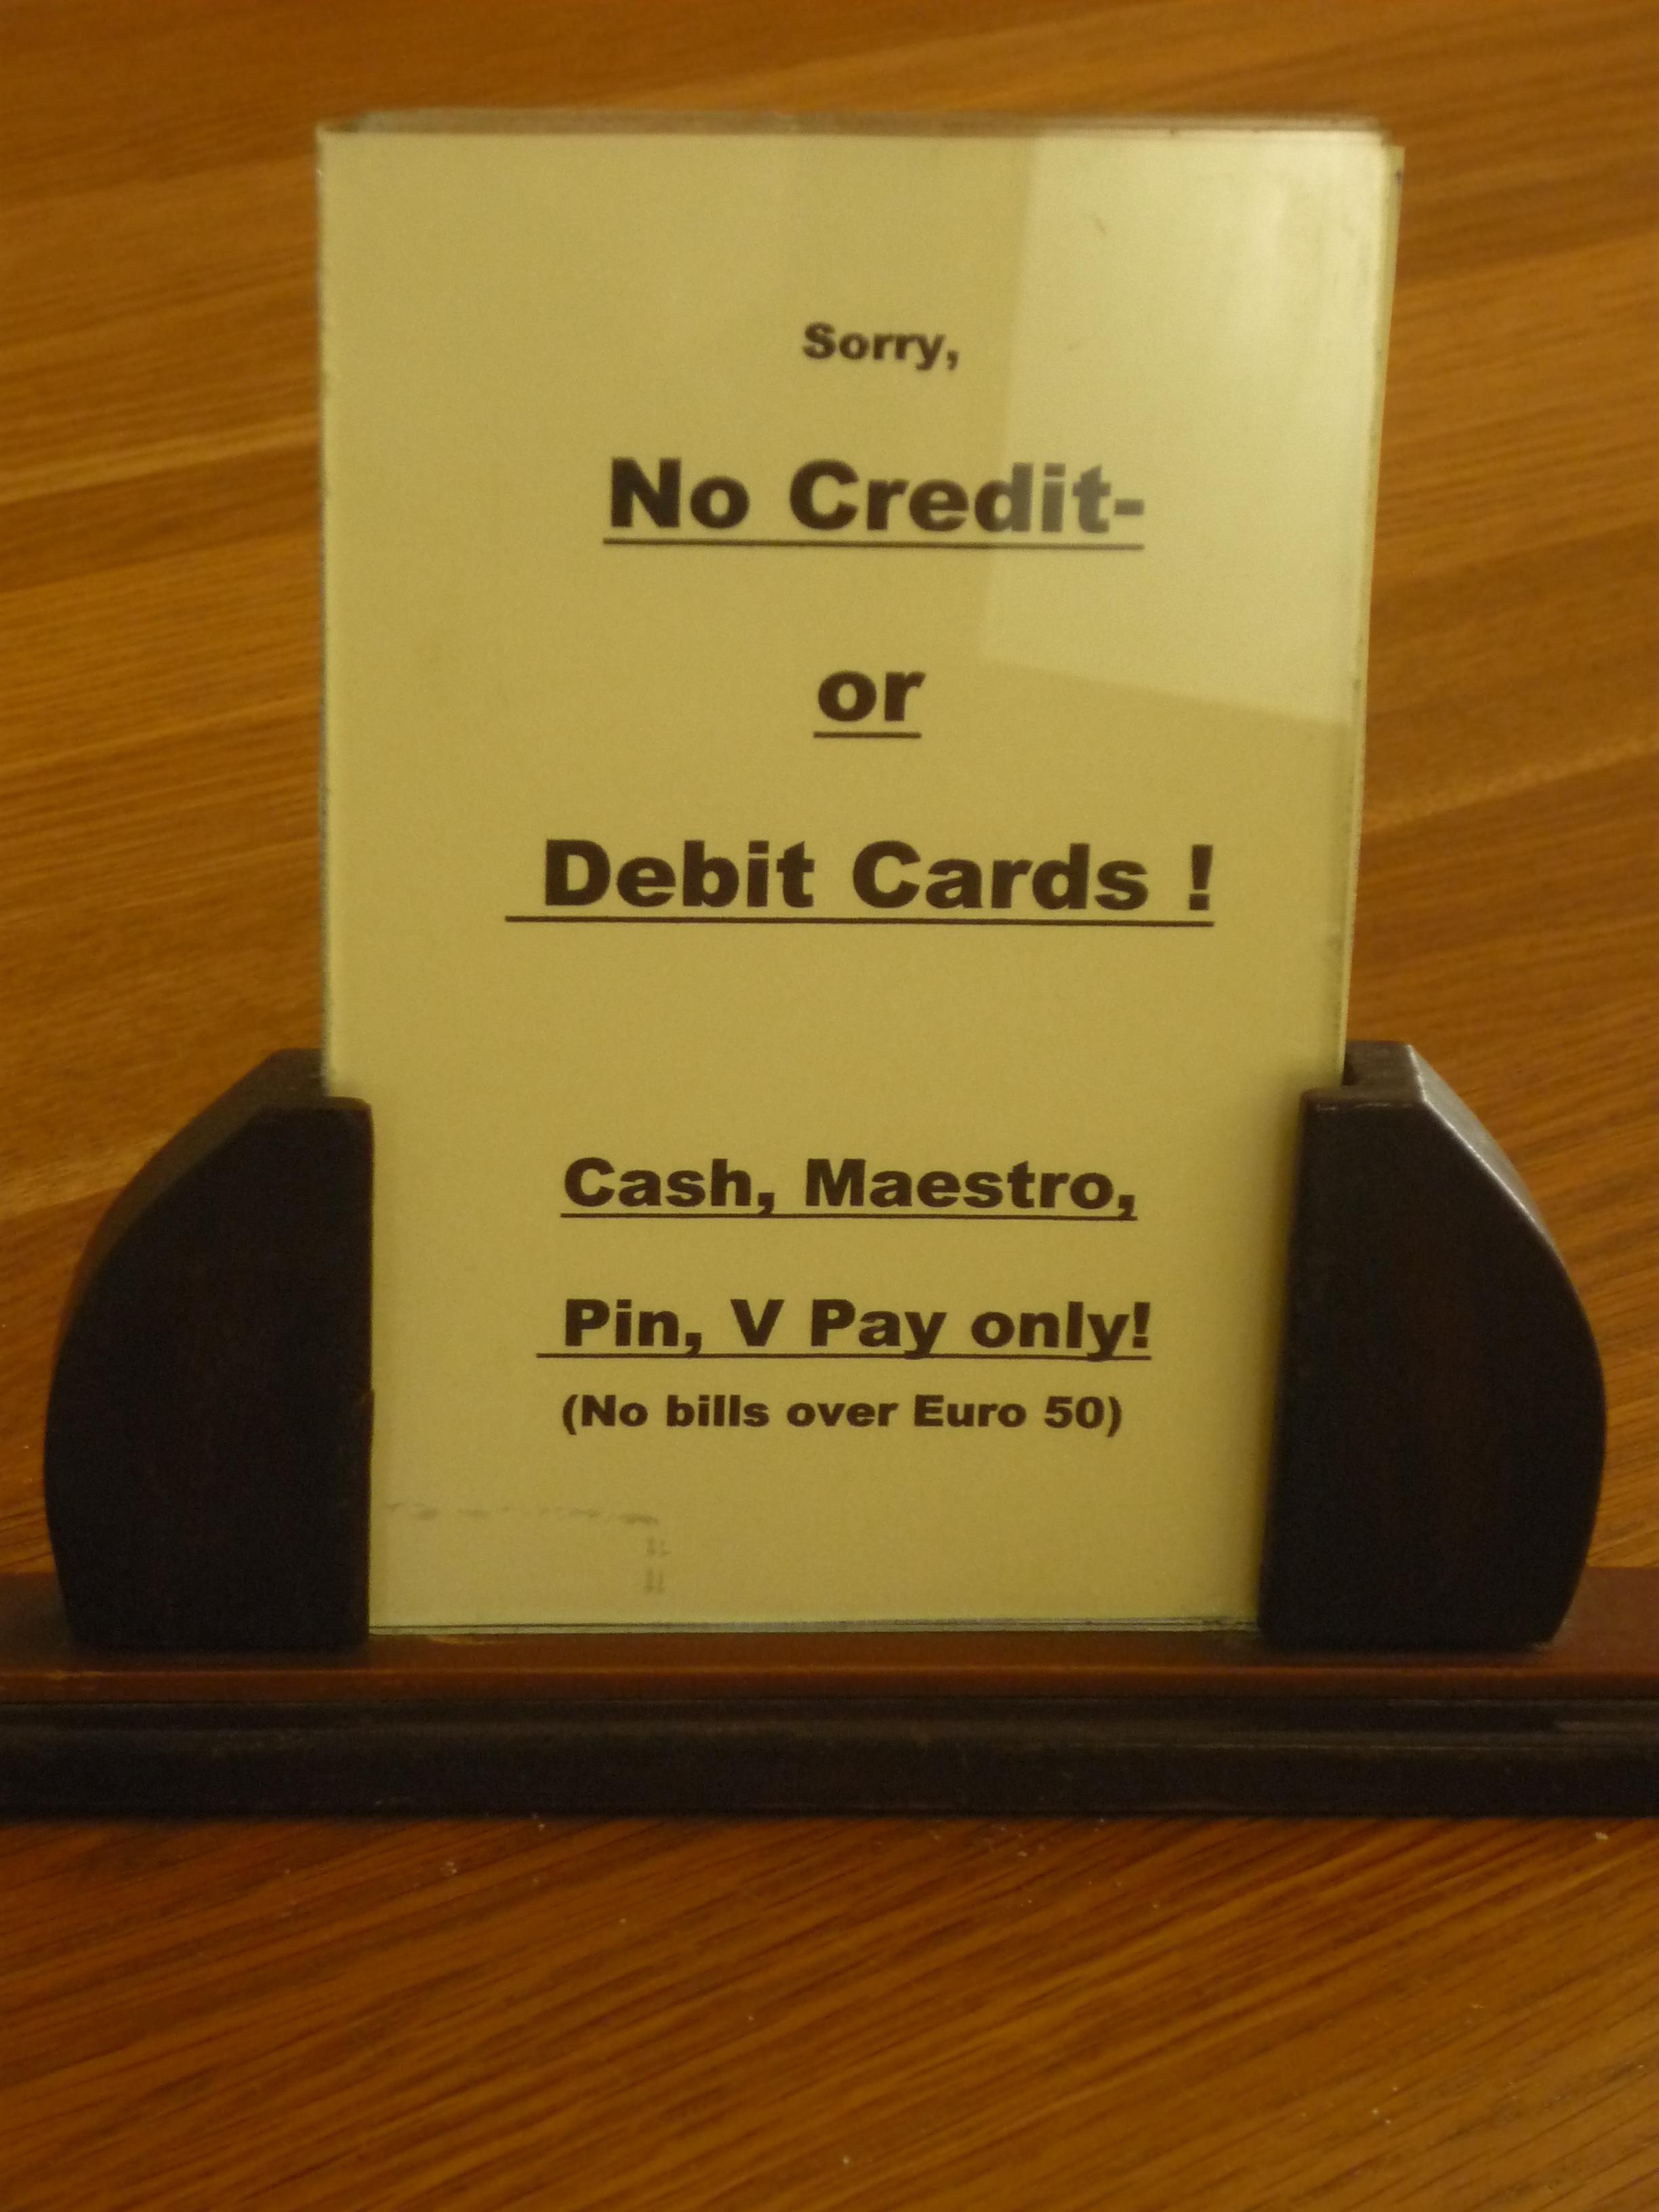 Sorry,
No Credit-
or
Debit Cards !
Cash, Maestro,
Pin, V Pay only!
(No bills over Euro 50)